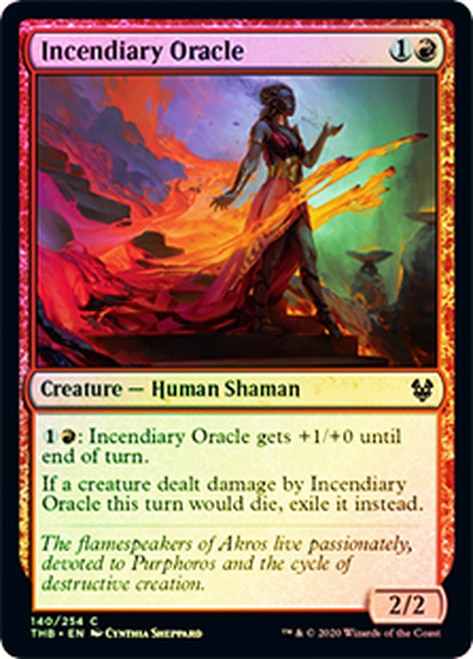 Incendiary Oracle 1
Creature — Human Shaman
1: Incendiary Oracle gets +1/+0 until
end of turn.
If a creature dealt damage by Incendiary
Oracle this turn would die, exile it instead.
The flamespeakers of Akros live passionately,
devoted to Purphoros and the cycle of
destructive creation.
2/2
140/254 C
THB • EN Cynthia Sheppard
™ & © 2020 Wizards of the Coast